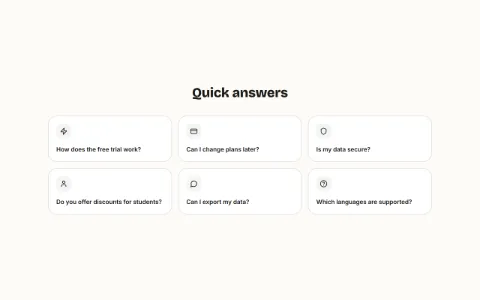 Quick answers
How does the free trial work?
Can I change plans later?
Is my data secure?
Do you offer discounts for students?
Can I export my data?
Which languages are supported?